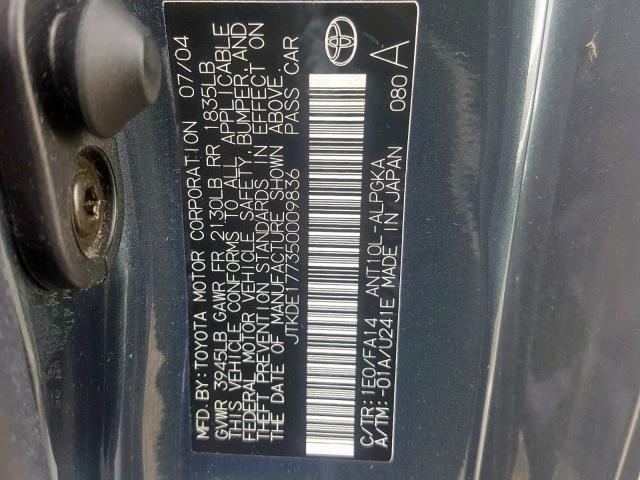 MFD. BY: TOYOTA MOTOR CORPORATION 07/04
GVWR 3945LB GAWR FR 2130LB RR 1835LB
THIS VEHICLE CONFORMS TO ALL APPLICABLE
FEDERAL MOTOR VEHICLE SAFETY, BUMPER, AND
THEFT PREVENTION STANDARDS IN EFFECT ON
THE DATE OF MANUFACTURE SHOWN ABOVE.
JTKDE177350009836 PASS CAR
C/TR: 1E0/FA14 ANT10L-ALPGKA 080 A
A/TM: -01A/U241E MADE IN JAPAN